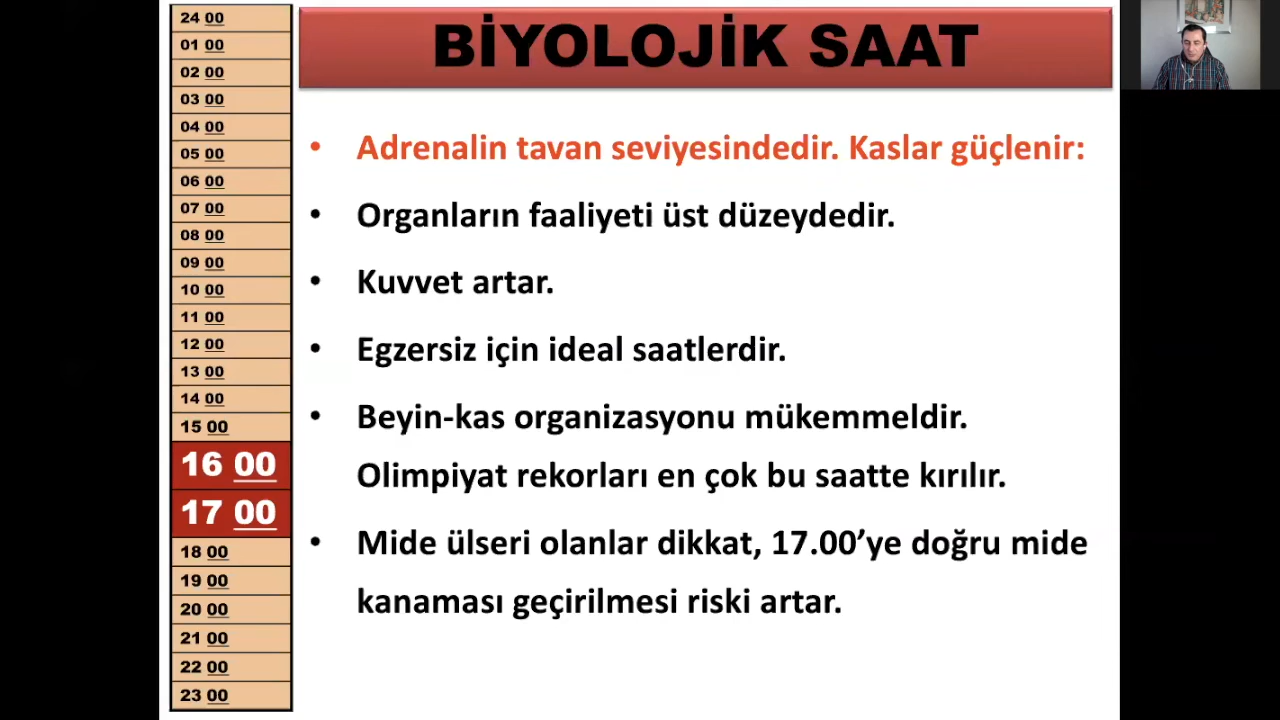 24 00
01 00
02 00
03 00
04 00
05 00
06 00
07 00
08 00
09 00
10 00
11 00
12 00
13 00
14 00
15 00
16 00
17 00
18 00
19 00
20 00
21 00
22 00
23 00
BİYOLOJİK SAAT
• Adrenalin tavan seviyesindedir. Kaslar güçlenir:
• Organların faaliyeti üst düzeydedir.
• Kuvvet artar.
• Egzersiz için ideal saatlerdir.
• Beyin-kas organizasyonu mükemmeldir.
Olimpiyat rekorları en çok bu saatte kırılır.
• Mide ülseri olanlar dikkat, 17.00’ye doğru mide
kanaması geçirilmesi riski artar.